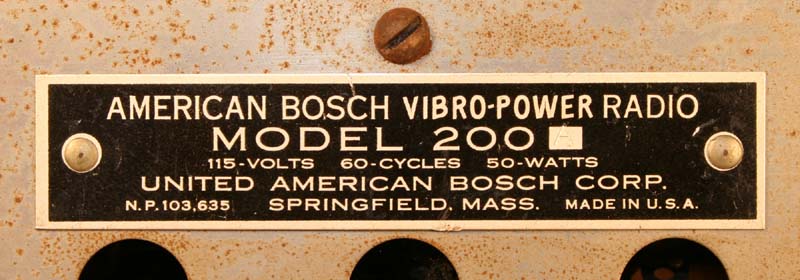 AMERICAN BOSCH VIBRO-POWER RADIO
MODEL 200 A
115-VOLTS 60-CYCLES 50-WATTS
UNITED AMERICAN BOSCH CORP.
N.P.103,635 SPRINGFIELD, MASS. MADE IN U.S.A.